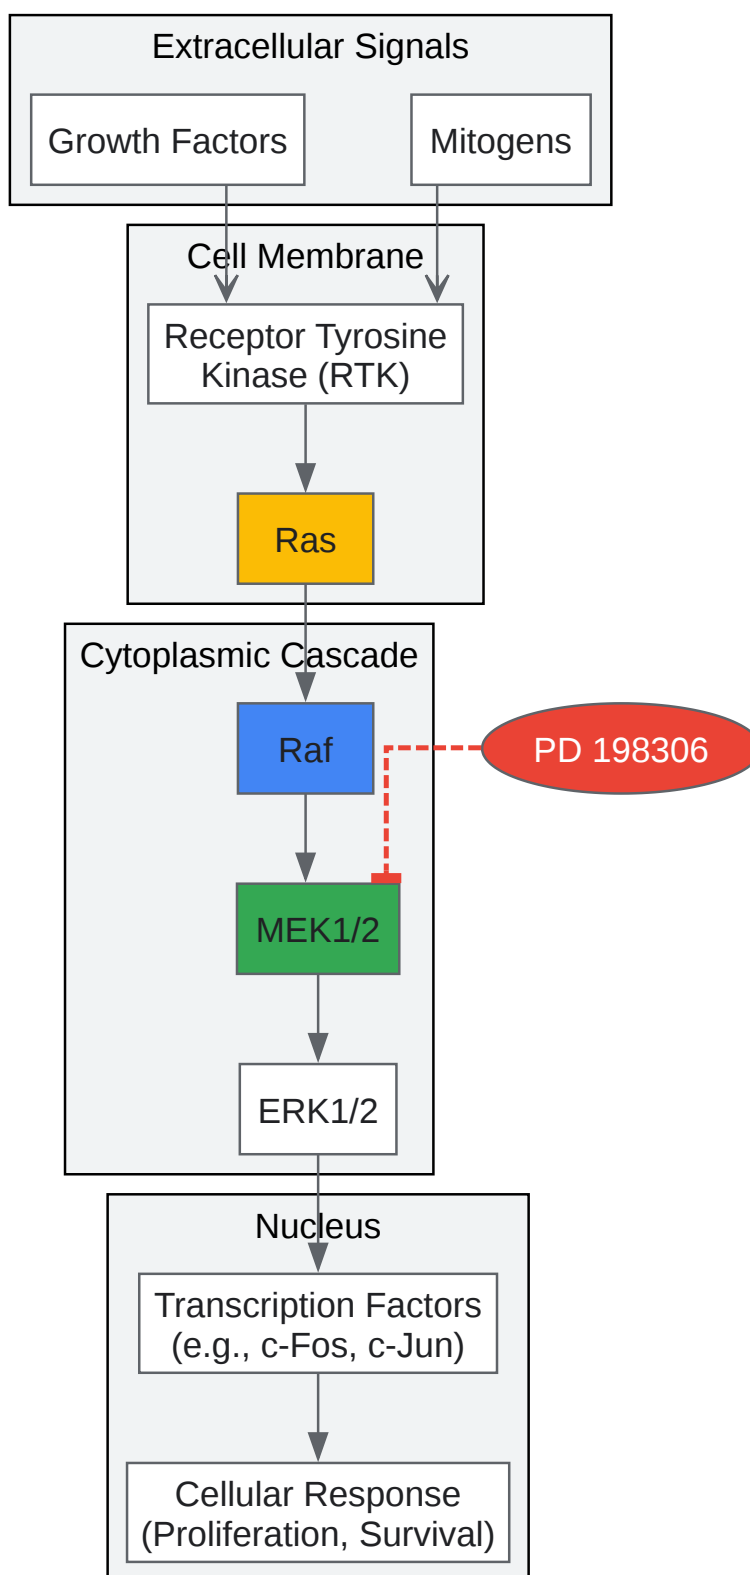 Extracellular Signals
Growth Factors
Mitogens
Cell Membrane
Receptor Tyrosine
Kinase (RTK)
Ras
Cytoplasmic Cascade
Raf
PD 198306
MEK1/2
ERK1/2
Nucleus
Transcription Factors
(e.g., c-Fos, c-Jun)
Cellular Response
(Proliferation, Survival)